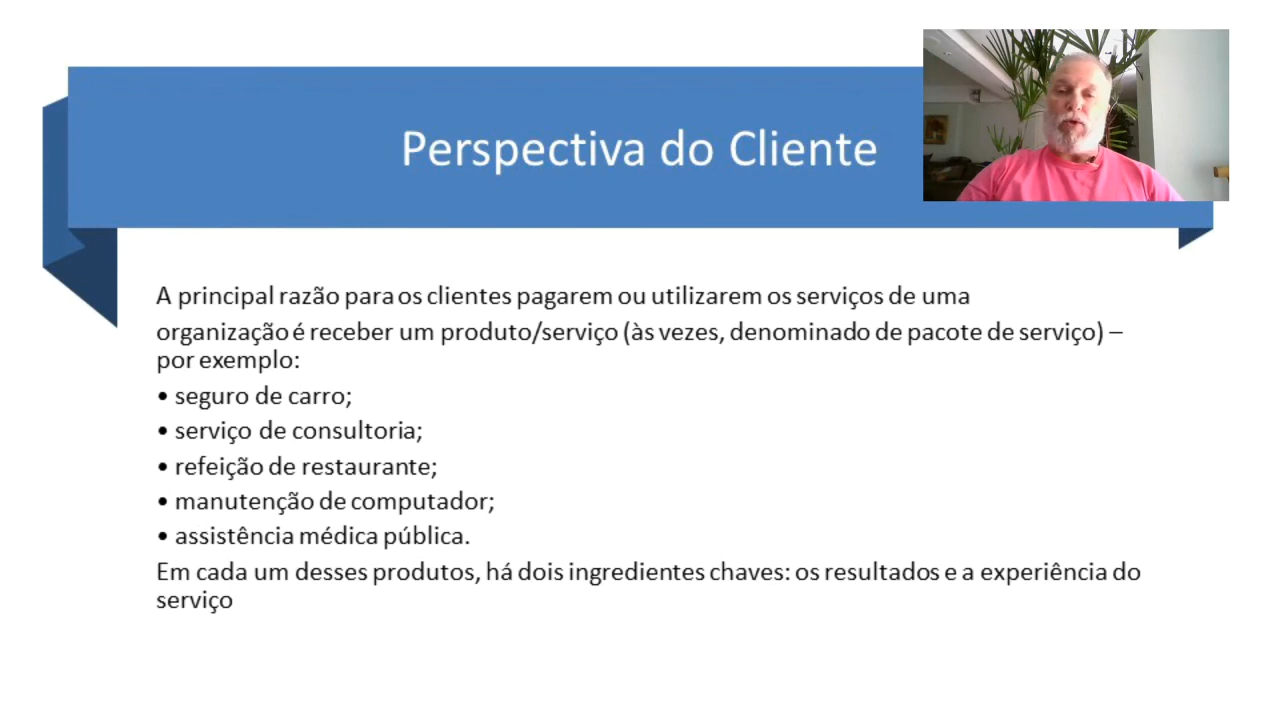 Perspectiva do Cliente
A principal razão para os clientes pagarem ou utilizarem os serviços de uma
organização é receber um produto/serviço (às vezes, denominado de pacote de serviço) –
por exemplo:
• seguro de carro;
• serviço de consultoria;
• refeição de restaurante;
• manutenção de computador;
• assistência médica pública.
Em cada um desses produtos, há dois ingredientes chaves: os resultados e a experiência do
serviço